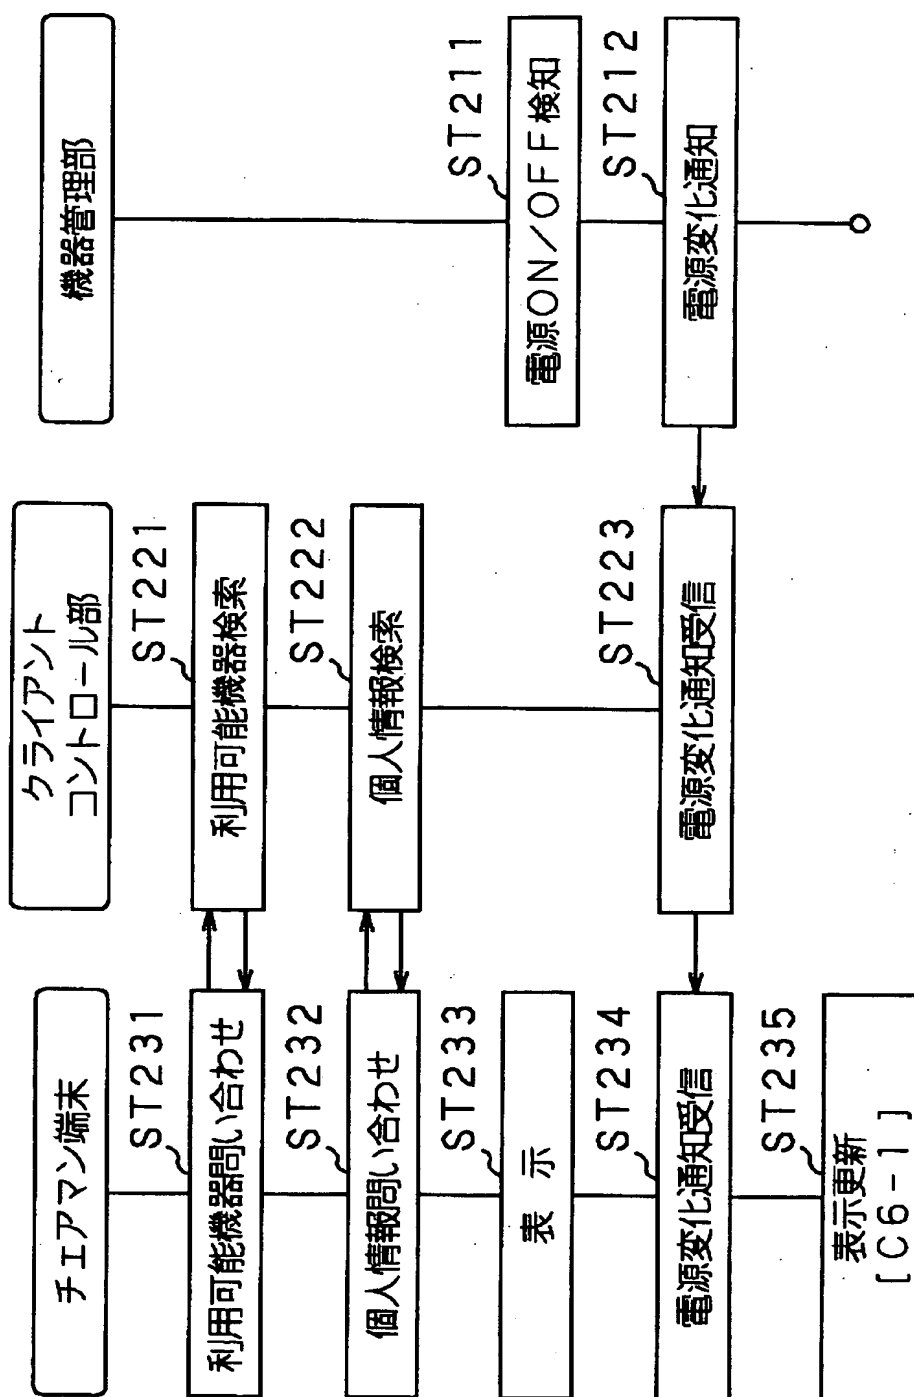 チェアマン端末
ST231
利用可能機器問い合わせ
ST232
個人情報問い合わせ
ST233
表示
ST234
電源変化通知受信
ST235
表示更新
[C6-1]
クライアント
コントロール部
ST221
利用可能機器検索
ST222
個人情報検索
ST223
電源変化通知受信
機器管理部
ST211
電源ON/OFF検知
ST212
電源変化通知